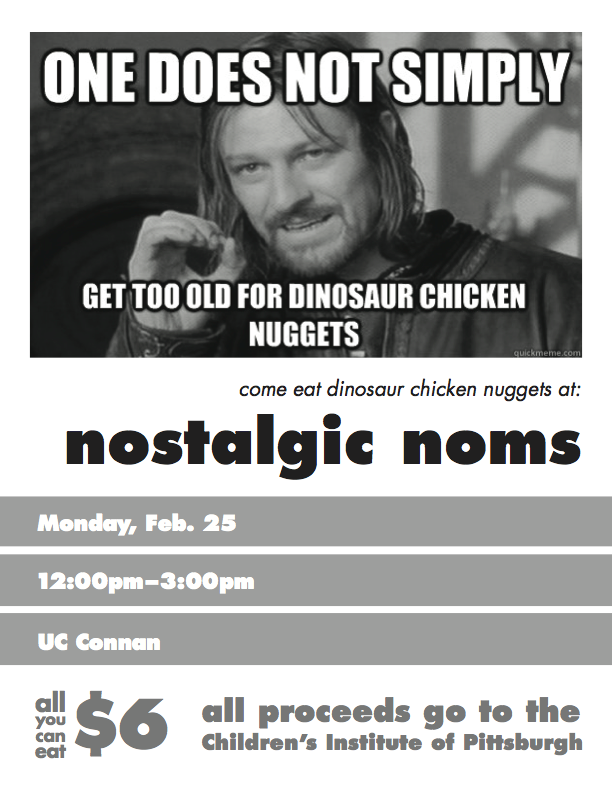 ONE DOES NOT SIMPLY
GET TOO OLD FOR DINOSAUR CHICKEN
NUGGETS
quickmeme.com
come eat dinosaur chicken nuggets at:
nostalgic noms
Monday, Feb. 25
12:00pm–3:00pm
UC Connan
all
you
can
eat
$6
all proceeds go to the
Children's Institute of Pittsburgh